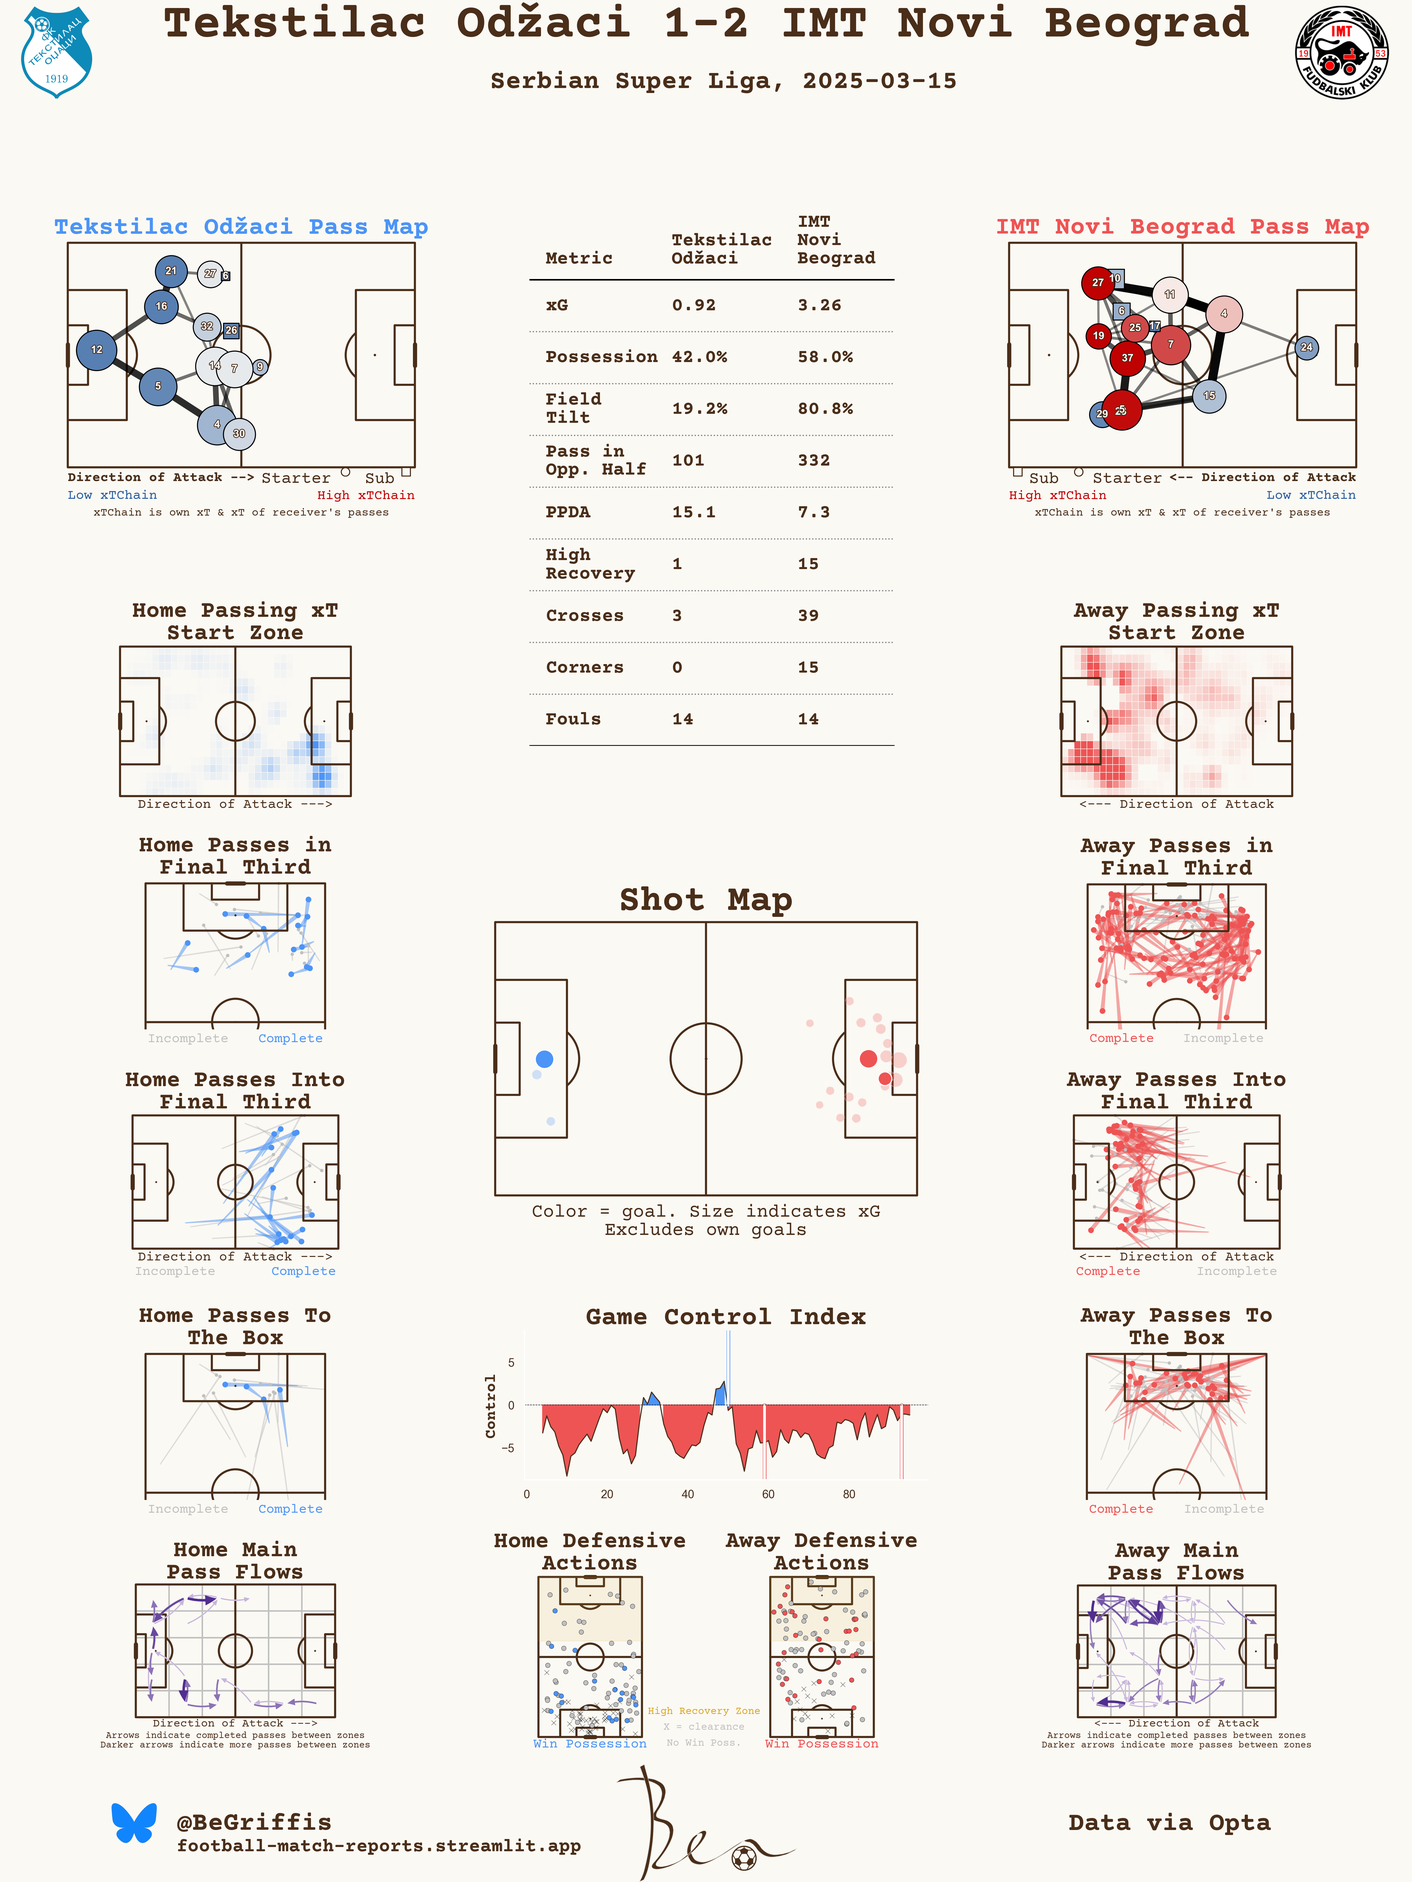 Tekstilac Odžaci 1-2 IMT Novi Beograd
Serbian Super Liga, 2025-03-15
ФК
ТЕКСТИЛАЦ
ОЏАЦИ
1919
IMT
19 53
FUDBALSKI KLUB
Tekstilac Odžaci Pass Map
21 27 6
16
32 26
12
14 7 9
5
4 30
Direction of Attack --> Starter Sub
Low xTChain High xTChain
xTChain is own xT & xT of receiver's passes
Metric Tekstilac Odžaci IMT Novi Beograd
xG 0.92 3.26
Possession 42.0% 58.0%
Field Tilt 19.2% 80.8%
Pass in Opp. Half 101 332
PPDA 15.1 7.3
High Recovery 1 15
Crosses 3 39
Corners 0 15
Fouls 14 14
IMT Novi Beograd Pass Map
27 10 11
6 4
19 25 17
7 24
37
15
29 5
Sub Starter <-- Direction of Attack
High xTChain Low xTChain
xTChain is own xT & xT of receiver's passes
Home Passing xT
Start Zone
Direction of Attack --->
Away Passing xT
Start Zone
<--- Direction of Attack
Home Passes in
Final Third
Incomplete Complete
Away Passes in
Final Third
Complete Incomplete
Shot Map
Color = goal. Size indicates xG
Excludes own goals
Home Passes Into
Final Third
Direction of Attack --->
Incomplete Complete
Away Passes Into
Final Third
<--- Direction of Attack
Complete Incomplete
Home Passes To
The Box
Incomplete Complete
Game Control Index
Control
5
0
−5
0 20 40 60 80
Away Passes To
The Box
Complete Incomplete
Home Main
Pass Flows
Direction of Attack --->
Arrows indicate completed passes between zones
Darker arrows indicate more passes between zones
Home Defensive
Actions
Win Possession
High Recovery Zone
X = clearance
No Win Poss.
Away Defensive
Actions
Win Possession
Away Main
Pass Flows
<--- Direction of Attack
Arrows indicate completed passes between zones
Darker arrows indicate more passes between zones
@BeGriffis
football-match-reports.streamlit.app
Ben
Data via Opta